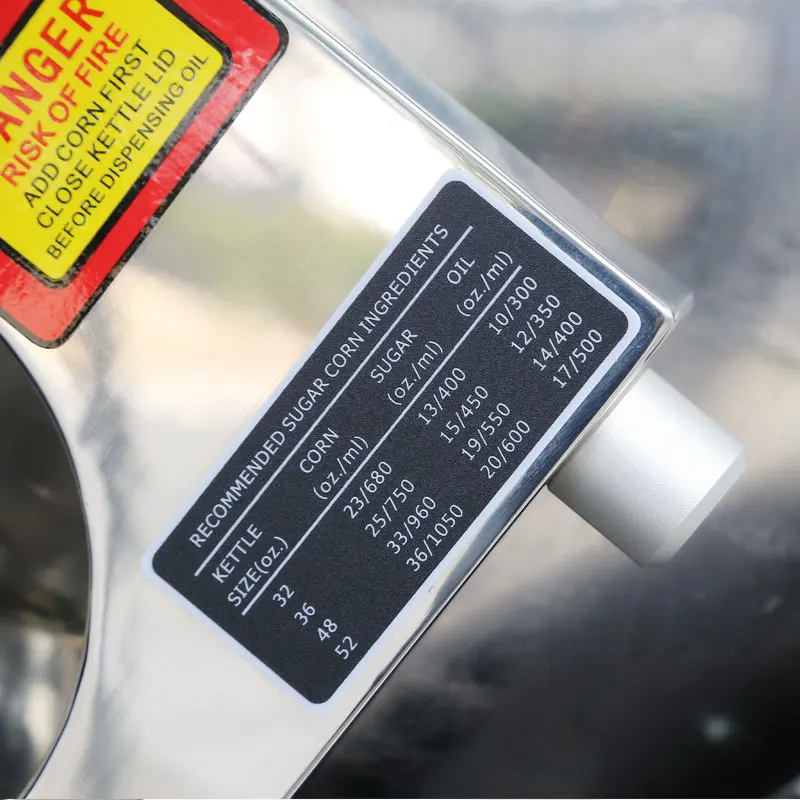 ANGER
RISK OF FIRE
ADD CORN FIRST
CLOSE KETTLE LID
BEFORE DISPENSING OIL
RECOMMENDED SUGAR CORN INGREDIENTS
KETTLE CORN SUGAR OIL
SIZE(oz.) (oz./ml) (oz./ml) (oz./ml)
32 23/680 13/400 10/300
36 25/750 15/450 12/350
48 33/960 19/550 14/400
52 36/1050 20/600 17/500